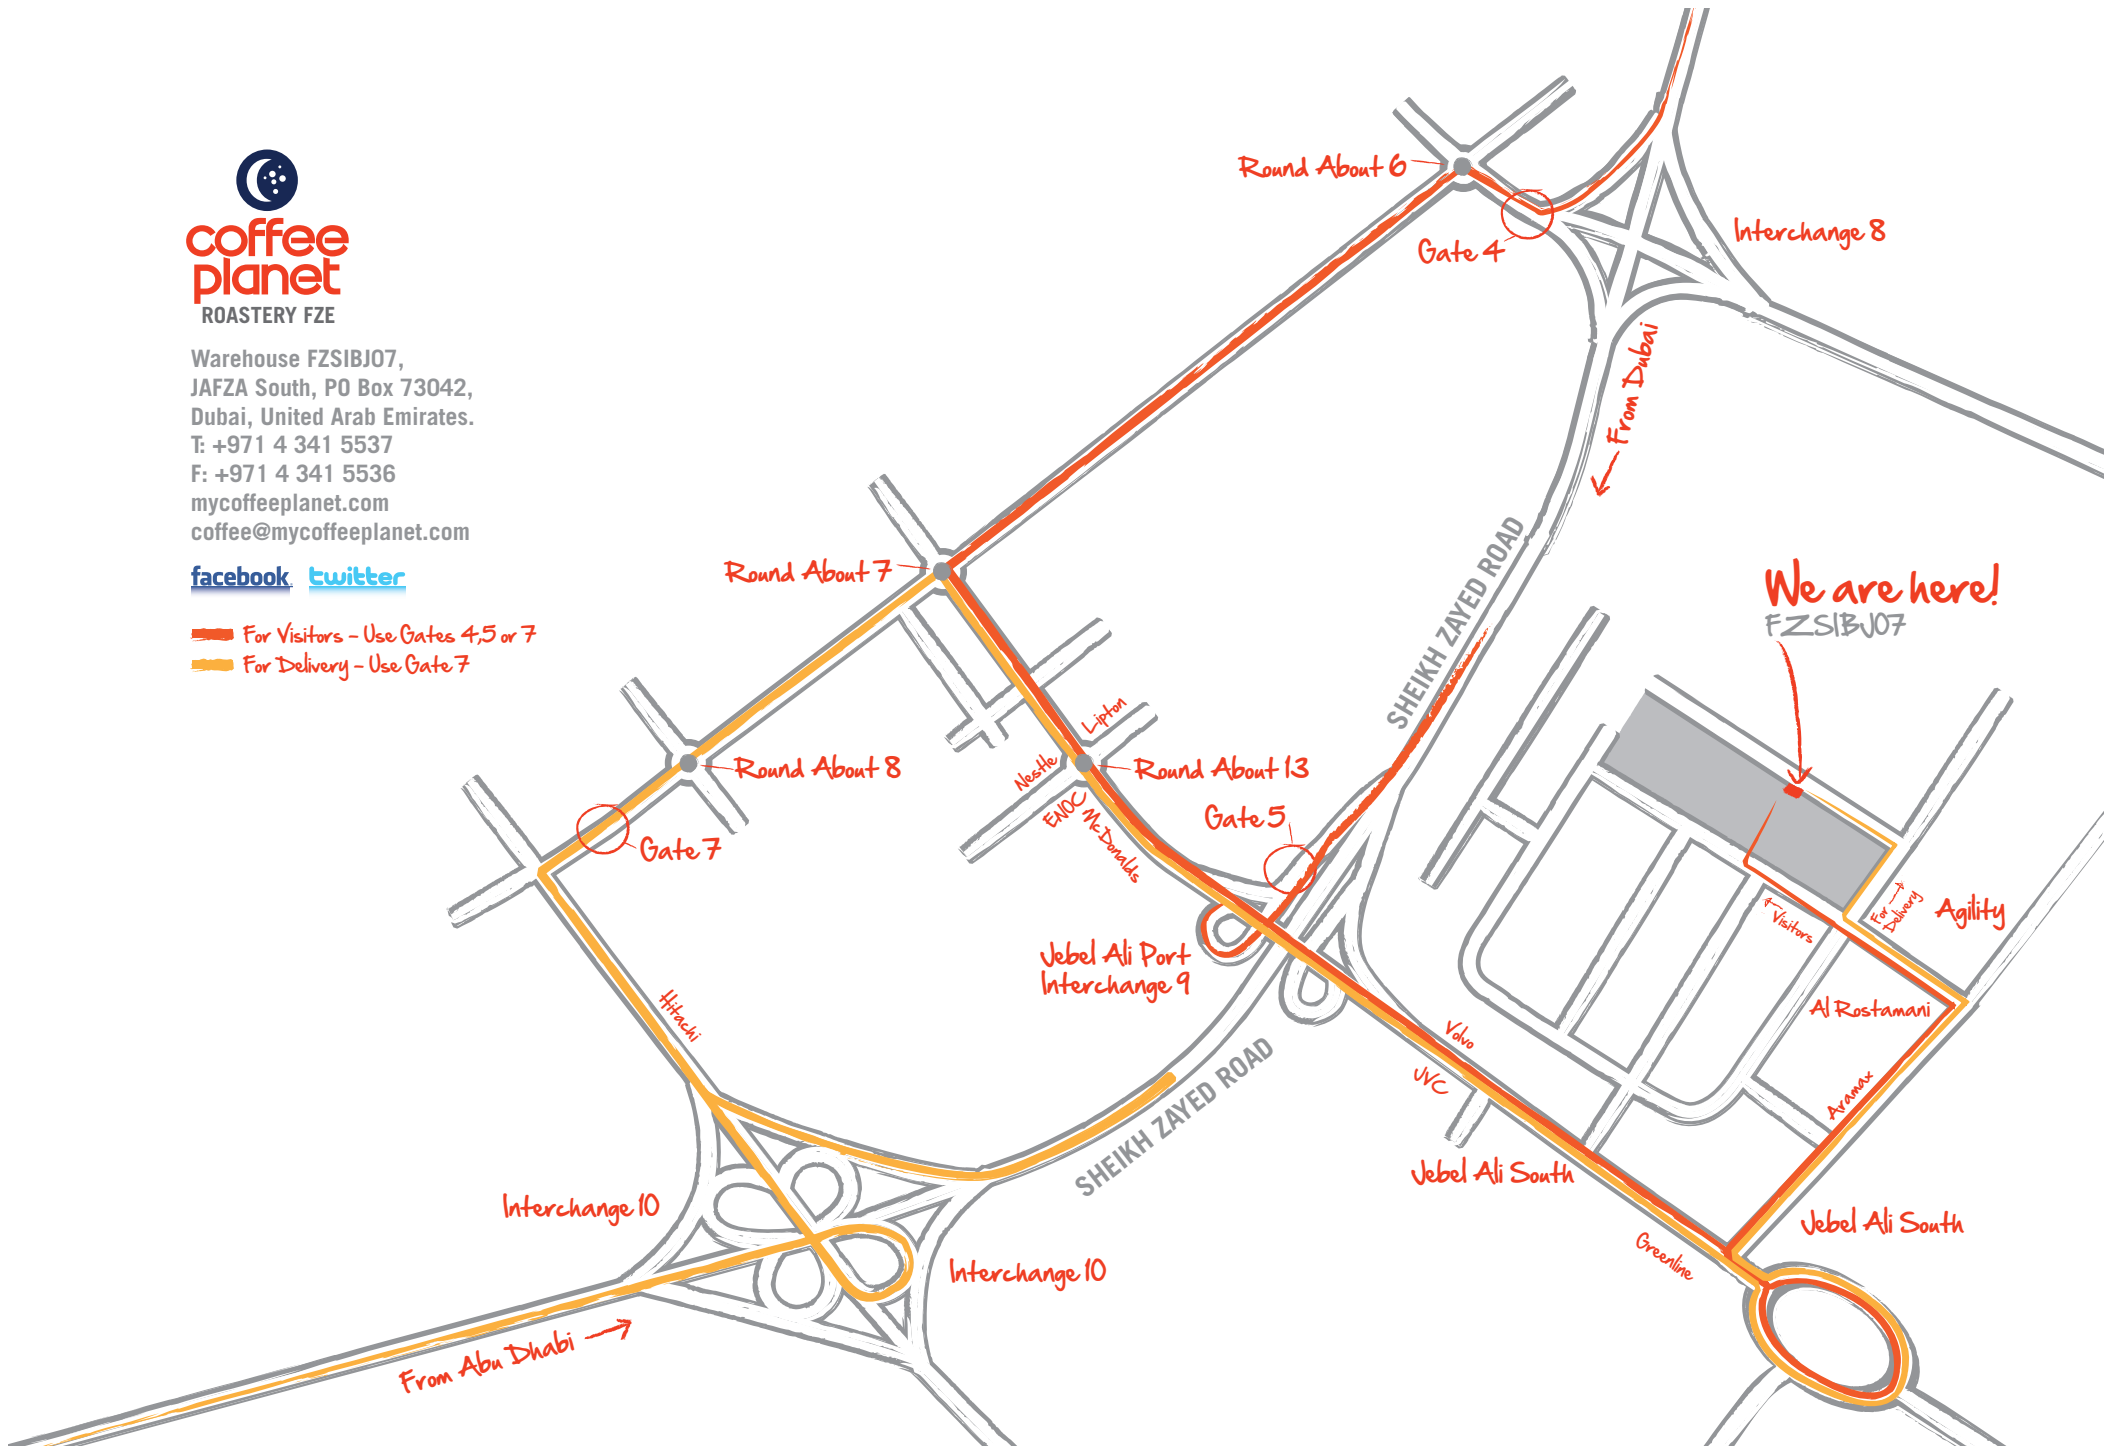 coffee
planet
ROASTERY FZE
Warehouse FZSIBJ07,
JAFZA South, PO Box 73042,
Dubai, United Arab Emirates.
T: +971 4 341 5537
F: +971 4 341 5536
mycoffeeplanet.com
coffee@mycoffeeplanet.com
facebook twitter
For Visitors - Use Gates 4,5 or 7
For Delivery - Use Gate 7
Round About 6
Gate 4
Interchange 8
From Dubai
SHEIKH ZAYED ROAD
We are here!
FZSIBJ07
Round About 7
Round About 8
Gate 7
Lipton
Nestle
Round About 13
ENOC
McDonalds
Gate 5
Jebel Ali Port
Interchange 9
Hitachi
SHEIKH ZAYED ROAD
Visitors
For
Delivery
Agility
Al Rostamani
Aramax
Volvo
UVC
Jebel Ali South
Jebel Ali South
Greenline
Interchange 10
Interchange 10
From Abu Dhabi